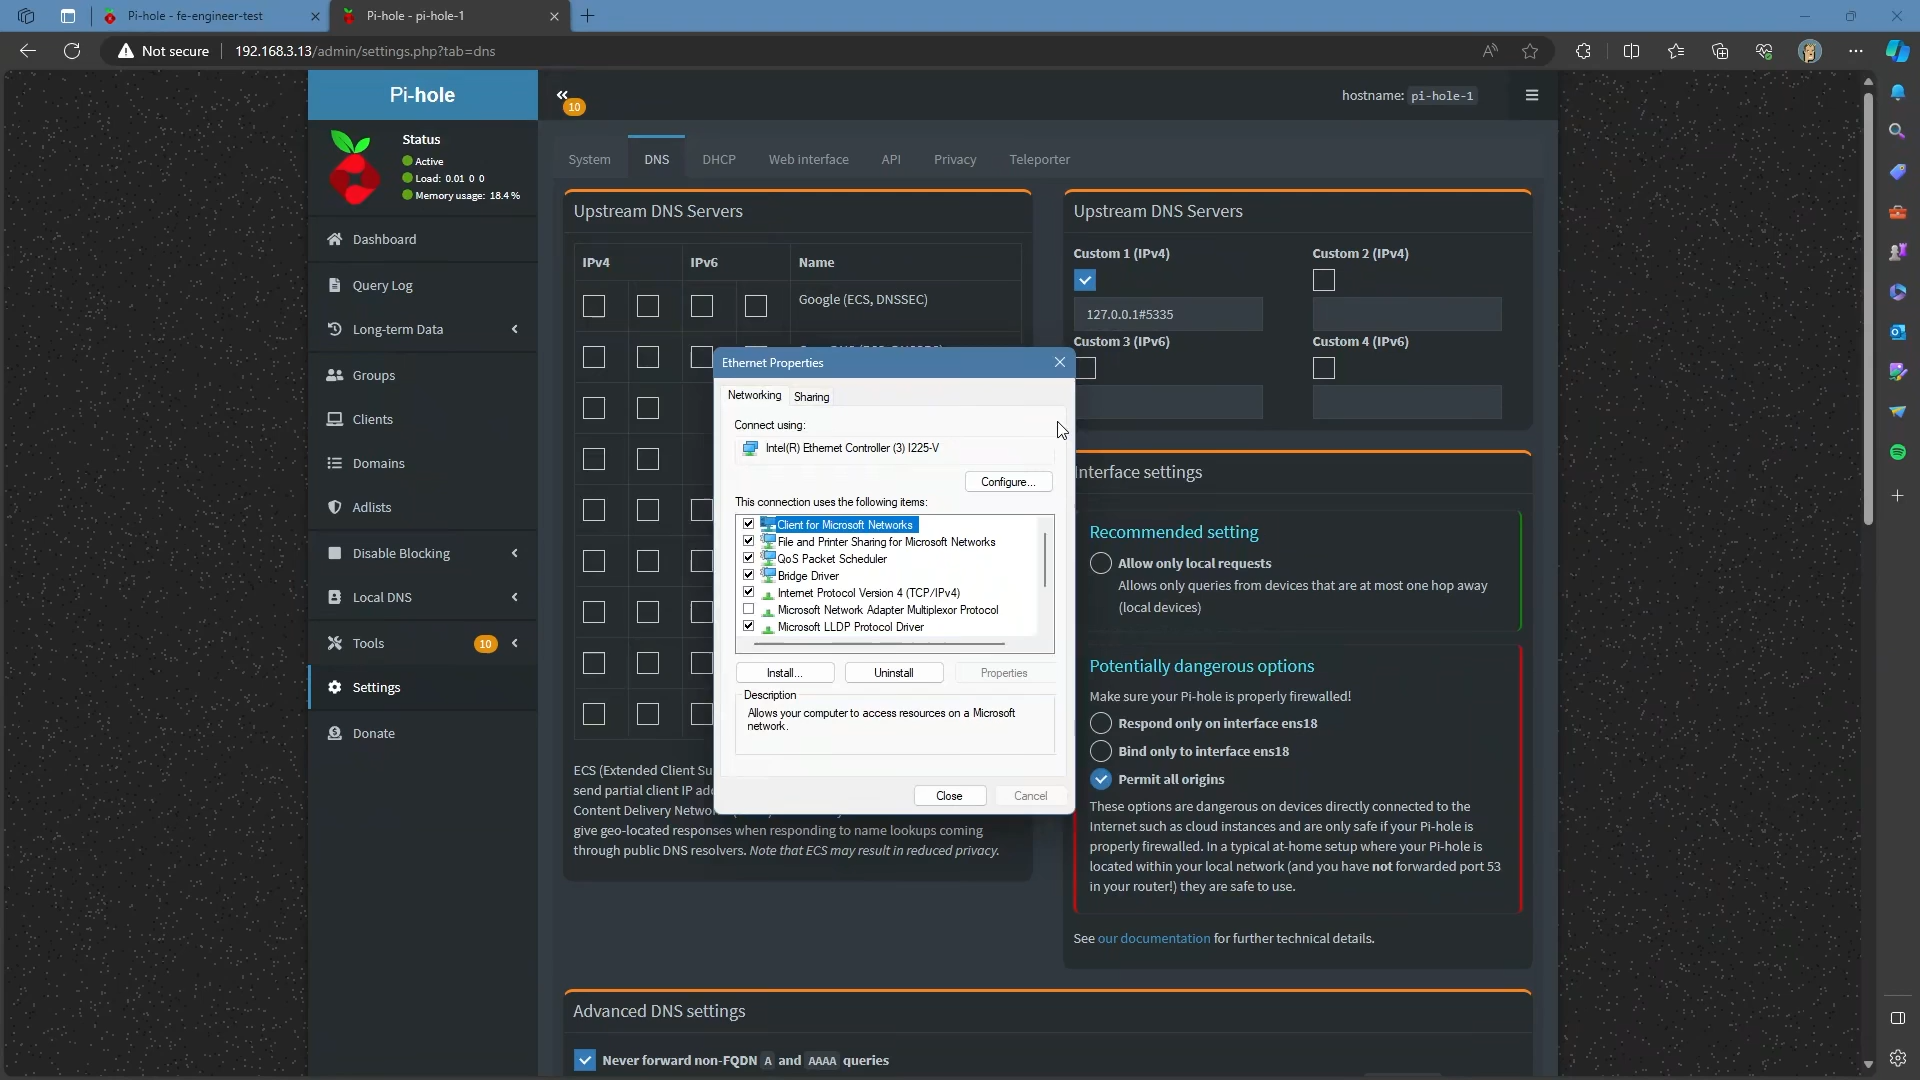 Pi-hole - fe-engineer-test
Pi-hole - pi-hole-1
Not secure
192.168.3.13/admin/settings.php?tab=dns
Pi-hole
10
hostname: pi-hole-1
Status
Active
Load: 0.01 0 0
Memory usage: 18.4 %
Dashboard
Query Log
Long-term Data
Groups
Clients
Domains
Adlists
Disable Blocking
Local DNS
Tools 10
Settings
Donate
System DNS DHCP Web interface API Privacy Teleporter
Upstream DNS Servers
IPv4 IPv6 Name
Google (ECS, DNSSEC)
ECS (Extended Client Su
send partial client IP add
Content Delivery Networ
give geo-located responses when responding to name lookups coming
through public DNS resolvers. Note that ECS may result in reduced privacy.
Upstream DNS Servers
Custom 1 (IPv4) Custom 2 (IPv4)
127.0.0.1#5335
Custom 3 (IPv6) Custom 4 (IPv6)
Ethernet Properties
Networking Sharing
Connect using:
Intel(R) Ethernet Controller (3) I225-V
Configure...
This connection uses the following items:
Client for Microsoft Networks
File and Printer Sharing for Microsoft Networks
QoS Packet Scheduler
Bridge Driver
Internet Protocol Version 4 (TCP/IPv4)
Microsoft Network Adapter Multiplexor Protocol
Microsoft LLDP Protocol Driver
Install... Uninstall Properties
Description
Allows your computer to access resources on a Microsoft
network.
Close Cancel
Interface settings
Recommended setting
Allow only local requests
Allows only queries from devices that are at most one hop away
(local devices)
Potentially dangerous options
Make sure your Pi-hole is properly firewalled!
Respond only on interface ens18
Bind only to interface ens18
Permit all origins
These options are dangerous on devices directly connected to the
Internet such as cloud instances and are only safe if your Pi-hole is
properly firewalled. In a typical at-home setup where your Pi-hole is
located within your local network (and you have not forwarded port 53
in your router!) they are safe to use.
See our documentation for further technical details.
Advanced DNS settings
Never forward non-FQDN A and AAAA queries